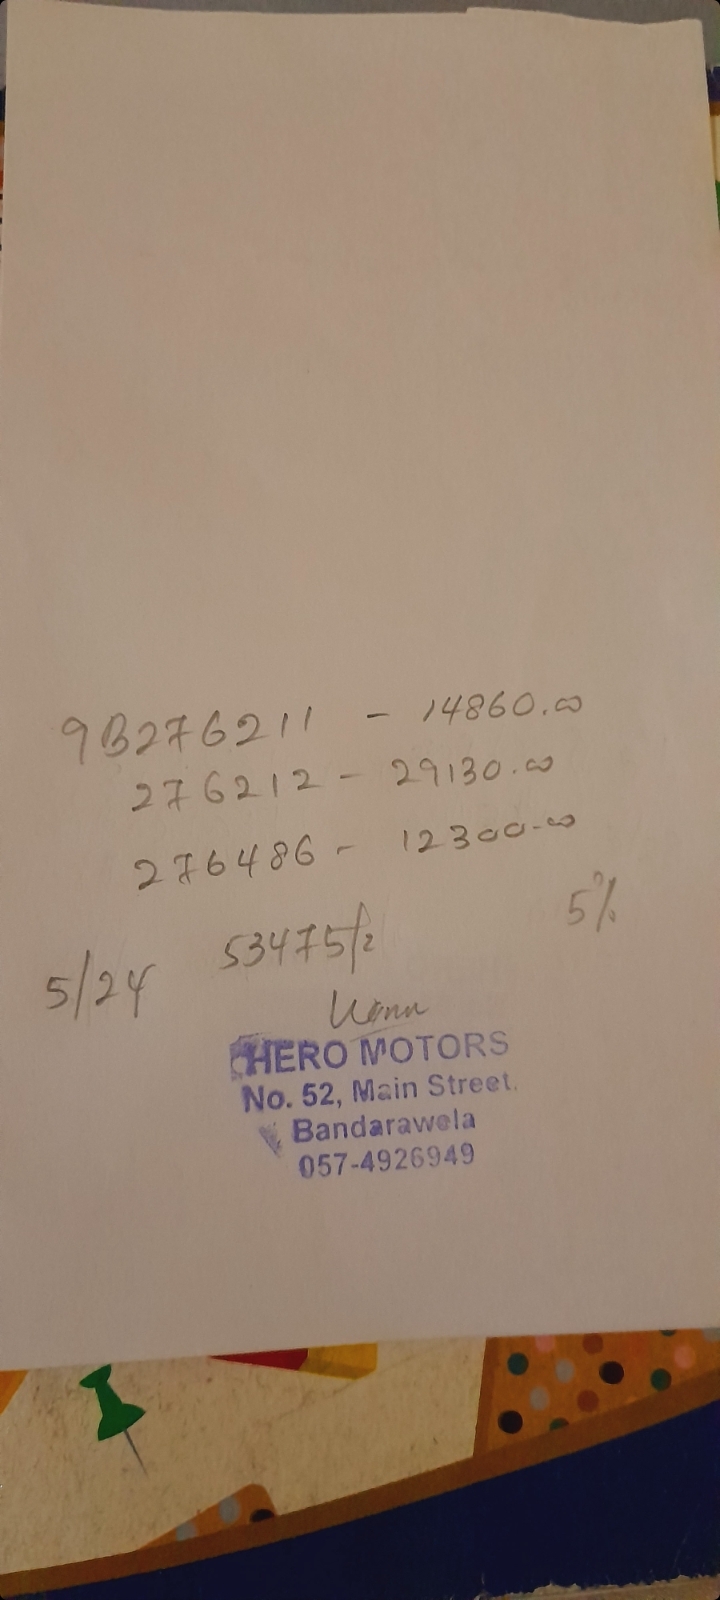 9B276211 - 14860.00
276212 - 29130.00
276486 - 12300.00
5%
5/24 53475/2
HERO MOTORS
No. 52, Main Street.
Bandarawela
057-4926949